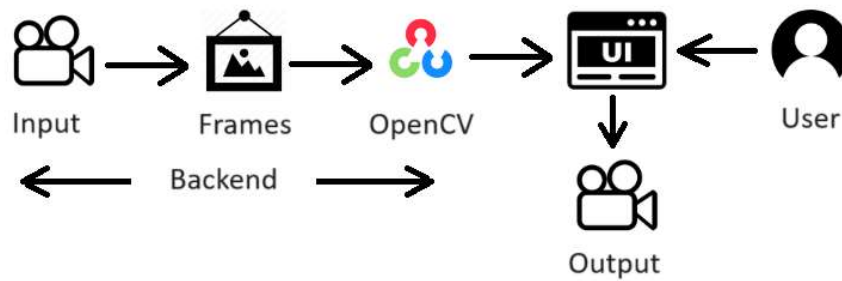 UI
Input
Frames
OpenCV
User
Backend
Output